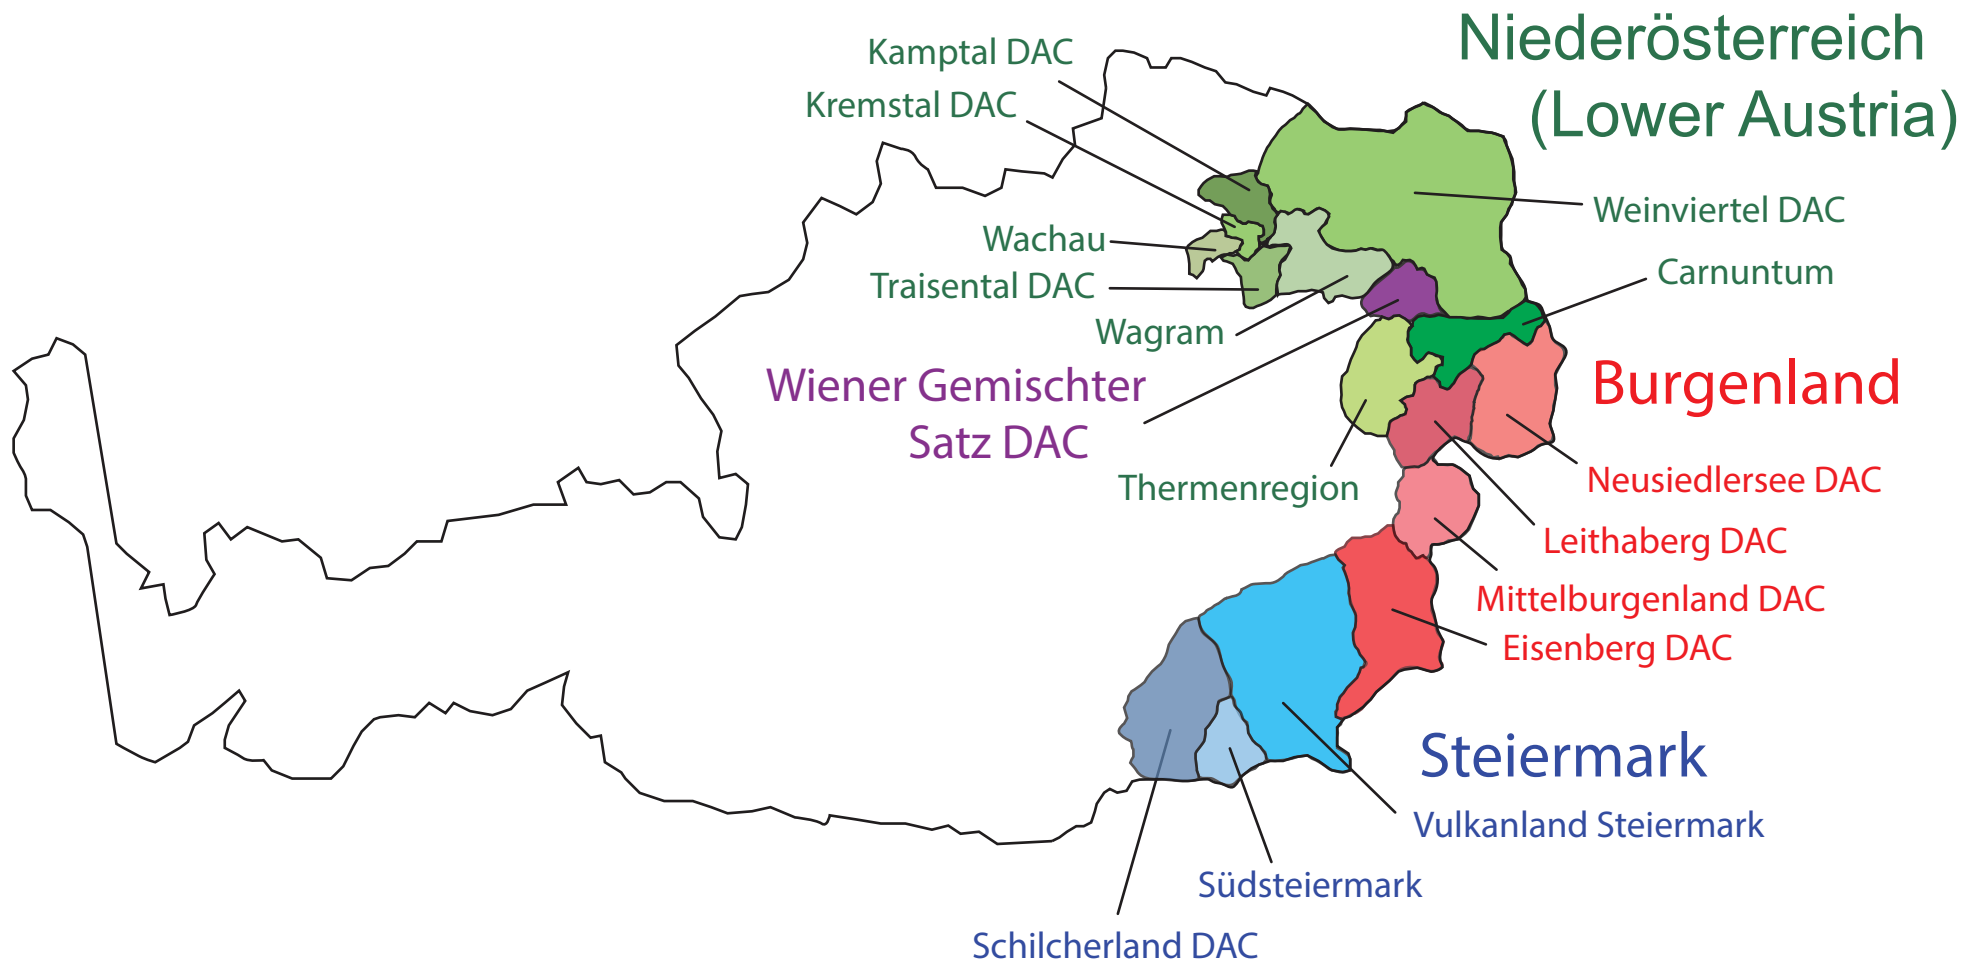 Niederösterreich
(Lower Austria)
Kamptal DAC
Kremstal DAC
Weinviertel DAC
Wachau
Carnuntum
Traisental DAC
Wagram
Wiener Gemischter
Satz DAC
Burgenland
Thermenregion
Neusiedlersee DAC
Leithaberg DAC
Mittelburgenland DAC
Eisenberg DAC
Steiermark
Vulkanland Steiermark
Südsteiermark
Schilcherland DAC